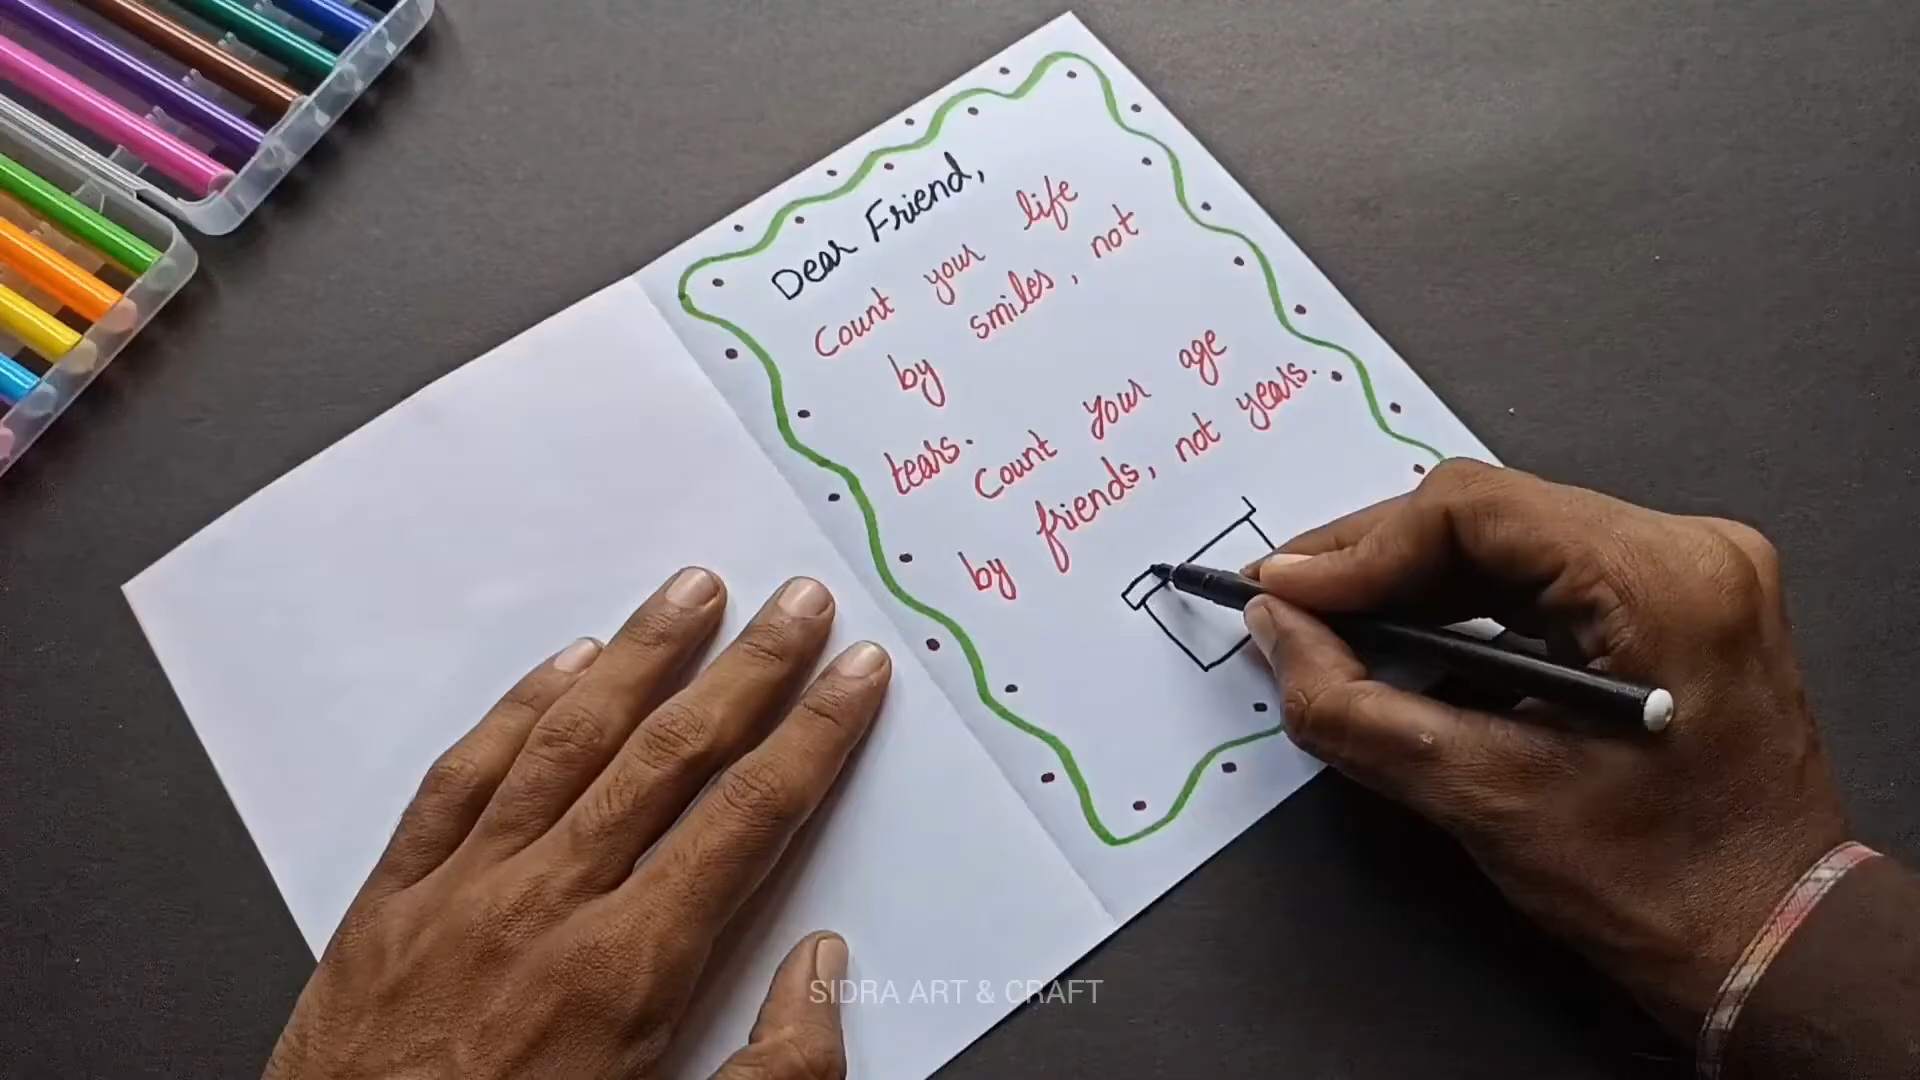 Dear Friend,
Count your life
by smiles, not
tears.
Count your age
by friends, not years.
SIDRA ART & CRAFT